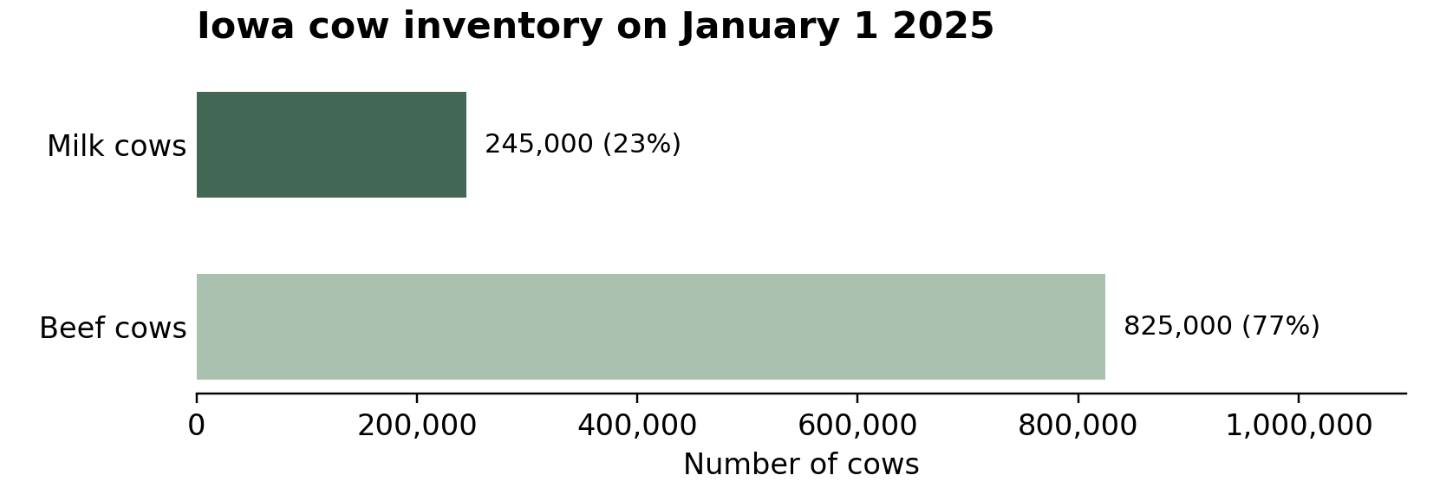 Iowa cow inventory on January 1 2025
Milk cows
245,000 (23%)
Beef cows
825,000 (77%)
0 200,000 400,000 600,000 800,000 1,000,000
Number of cows